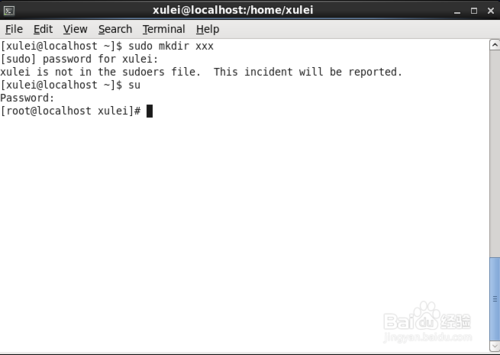 xulei@localhost:/home/xulei
File Edit View Search Terminal Help
[xulei@localhost ~]$ sudo mkdir xxx
[sudo] password for xulei:
xulei is not in the sudoers file.  This incident will be reported.
[xulei@localhost ~]$ su
Password:
[root@localhost xulei]#
Baidu 经验
jingyan.baidu.com